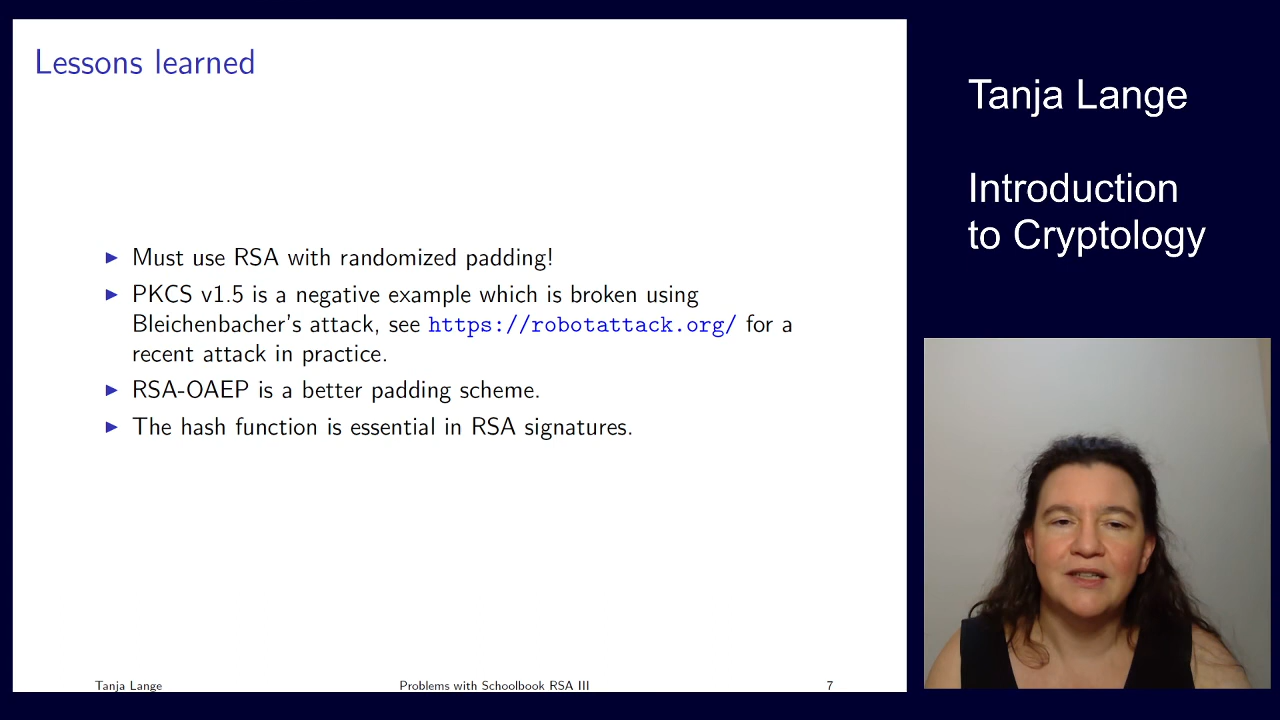 Lessons learned
▶ Must use RSA with randomized padding!
▶ PKCS v1.5 is a negative example which is broken using
Bleichenbacher's attack, see https://robotattack.org/ for a
recent attack in practice.
▶ RSA-OAEP is a better padding scheme.
▶ The hash function is essential in RSA signatures.
Tanja Lange
Problems with Schoolbook RSA III
7
Tanja Lange
Introduction
to Cryptology